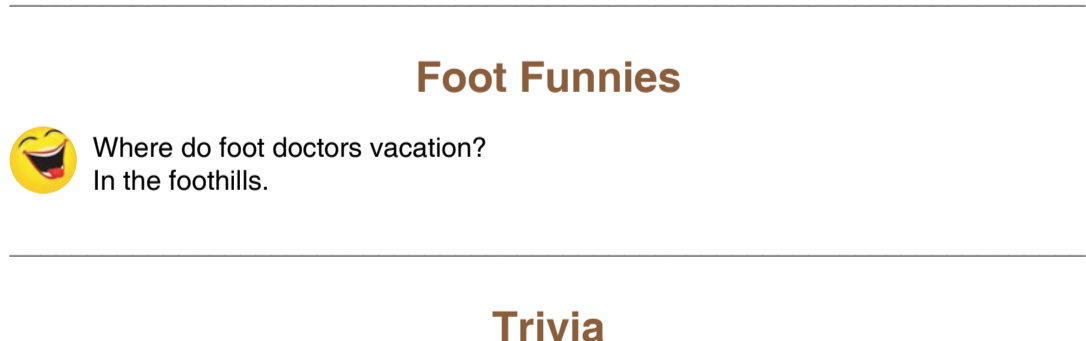 Foot Funnies
Where do foot doctors vacation?
In the foothills.
Trivia